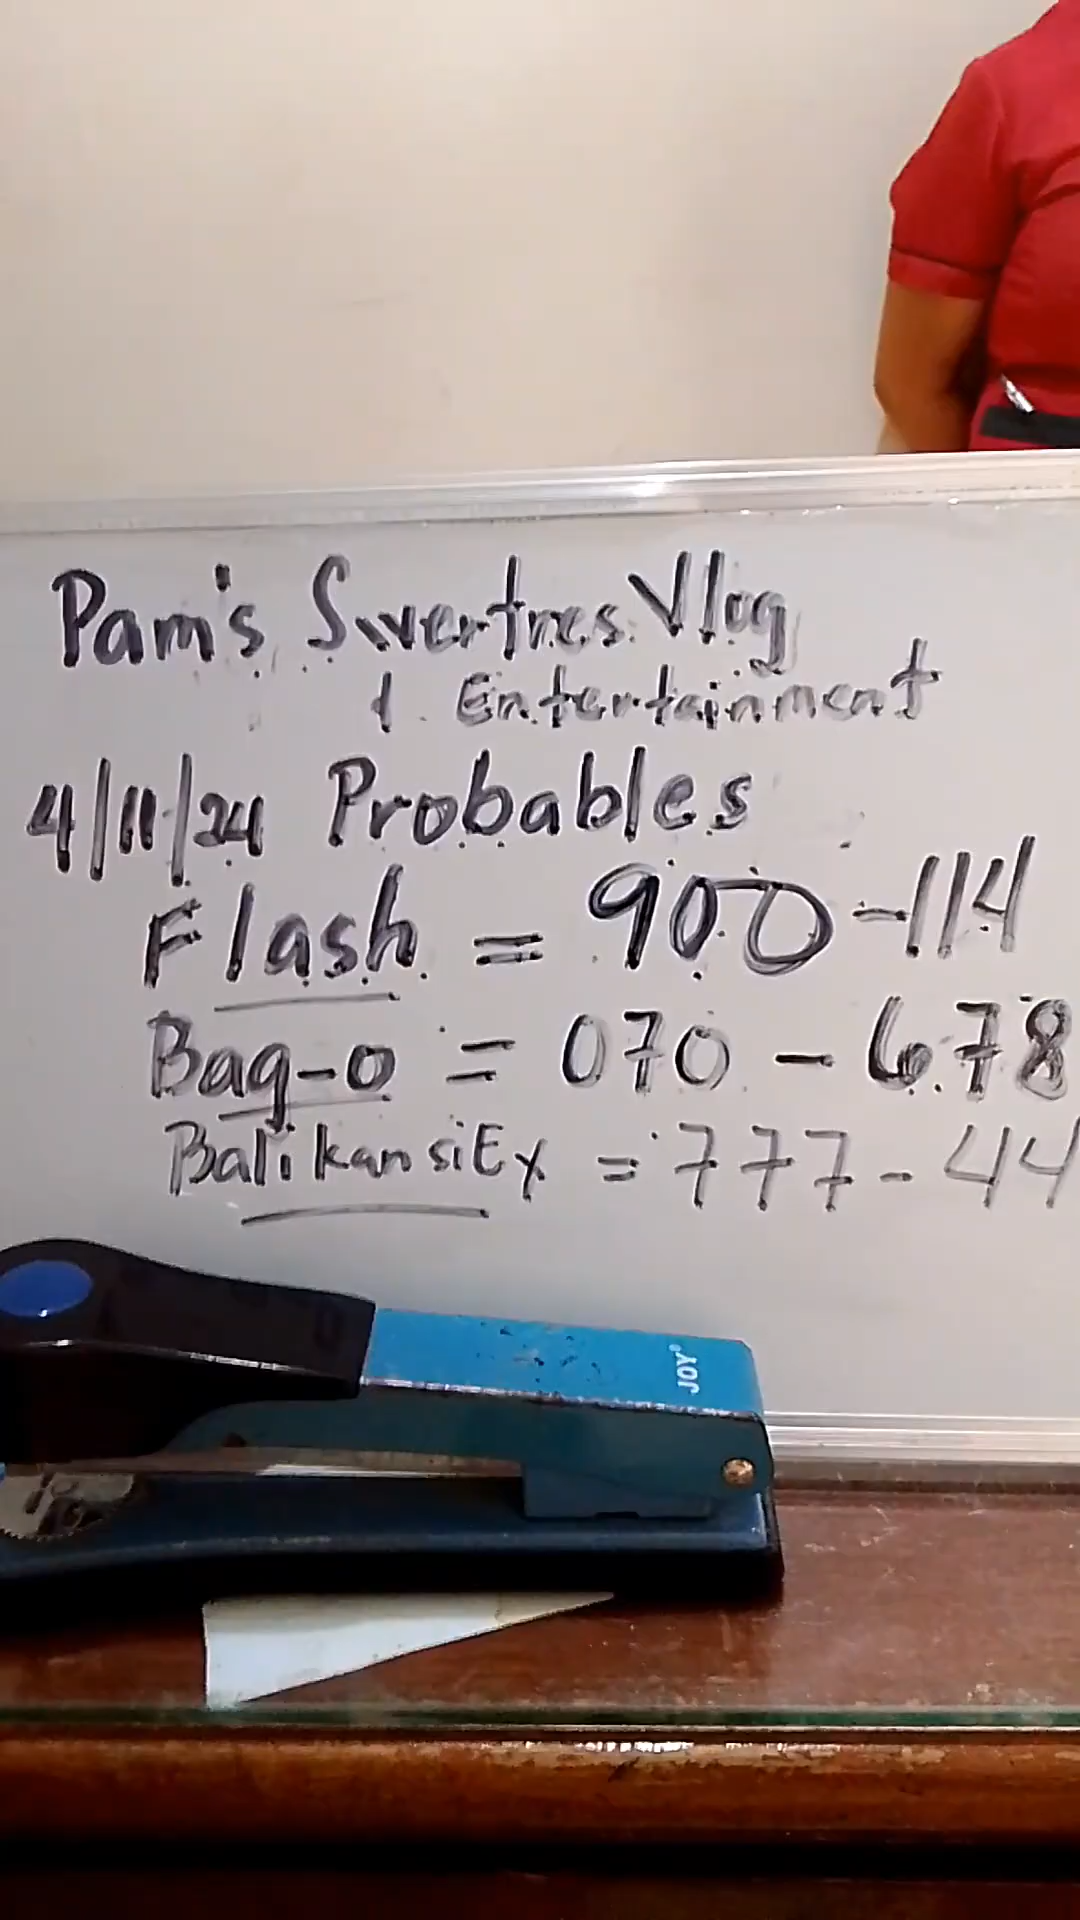 Pam's Swertres Vlog
& Entertainment
4/11/24 Probables
Flash = 900-114
Bag-o = 070 - 678
Balikan si Ex = 777-44
JOY